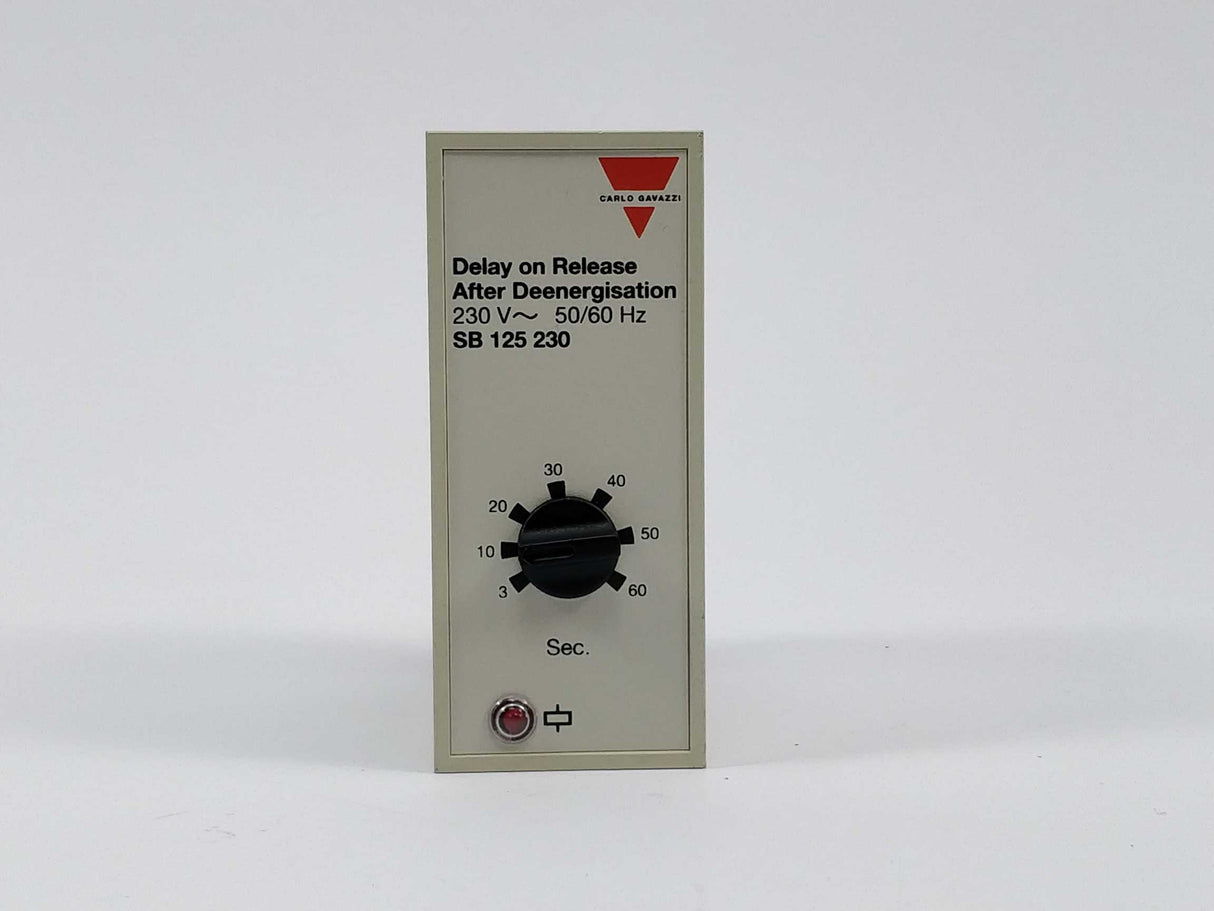 CARLO GAVAZZI
Delay on Release
After Deenergisation
230 V~ 50/60 Hz
SB 125 230
30
40
20
50
10
3
60
Sec.